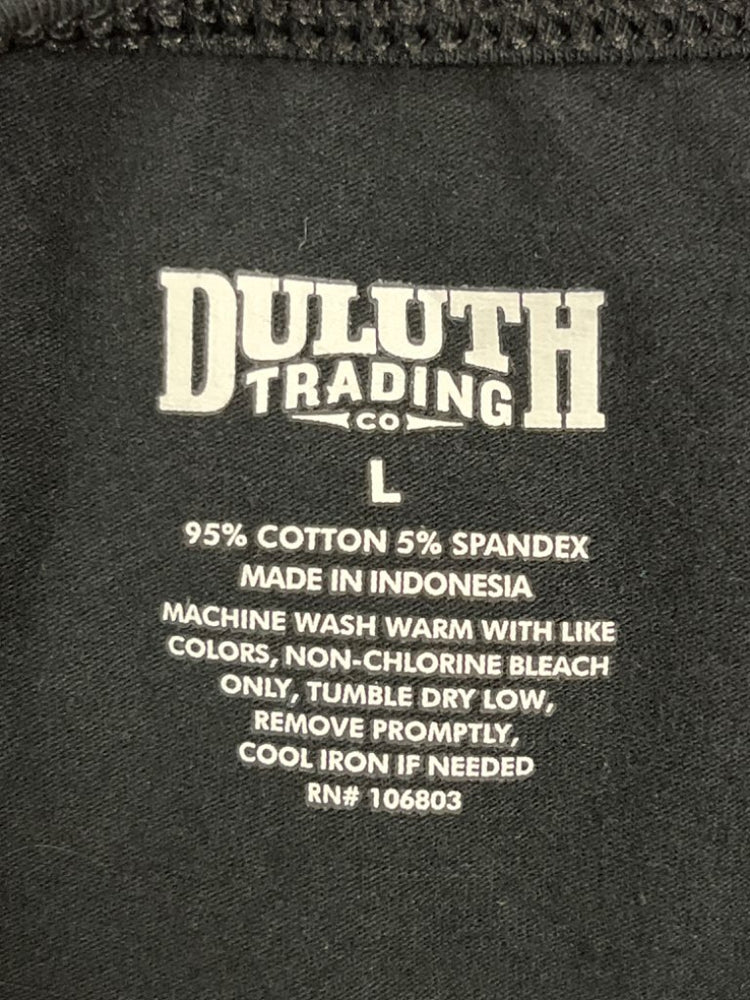 DULUTH
TRADING
CO
L
95% COTTON 5% SPANDEX
MADE IN INDONESIA
MACHINE WASH WARM WITH LIKE
COLORS, NON-CHLORINE BLEACH
ONLY, TUMBLE DRY LOW,
REMOVE PROMPTLY,
COOL IRON IF NEEDED
RN# 106803